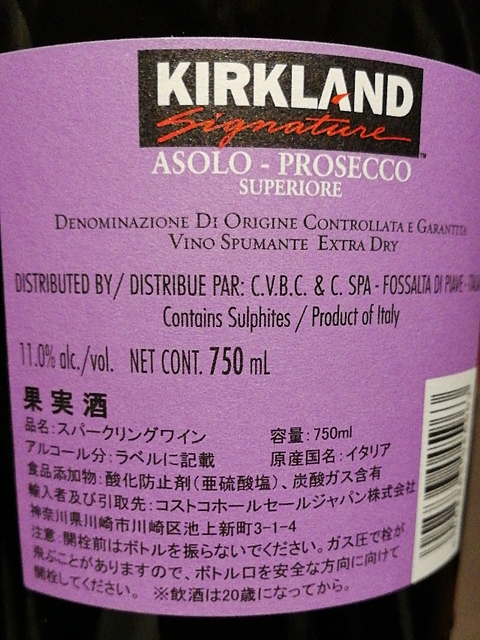 KIRKLAND
Signature™
ASOLO - PROSECCO
SUPERIORE
DENOMINAZIONE DI ORIGINE CONTROLLATA E GARANTITA
VINO SPUMANTE EXTRA DRY
DISTRIBUTED BY/ DISTRIBUE PAR: C.V.B.C. & C. SPA - FOSSALTA DI PIAVE -
Contains Sulphites / Product of Italy
11.0% alc./vol. NET CONT. 750 mL
果実酒
品名:スパークリングワイン 容量:750ml
アルコール分:ラベルに記載 原産国名:イタリア
食品添加物:酸化防止剤(亜硫酸塩)、炭酸ガス含有
輸入者及び引取先:コストコホールセールジャパン株式会社
神奈川県川崎市川崎区池上新町3-1-4
注意:開栓前はボトルを振らないでください。ガス圧で栓が
飛ぶことがありますので、ボトル口を安全な方向に向けて
開栓してください。 ※飲酒は20歳になってから。